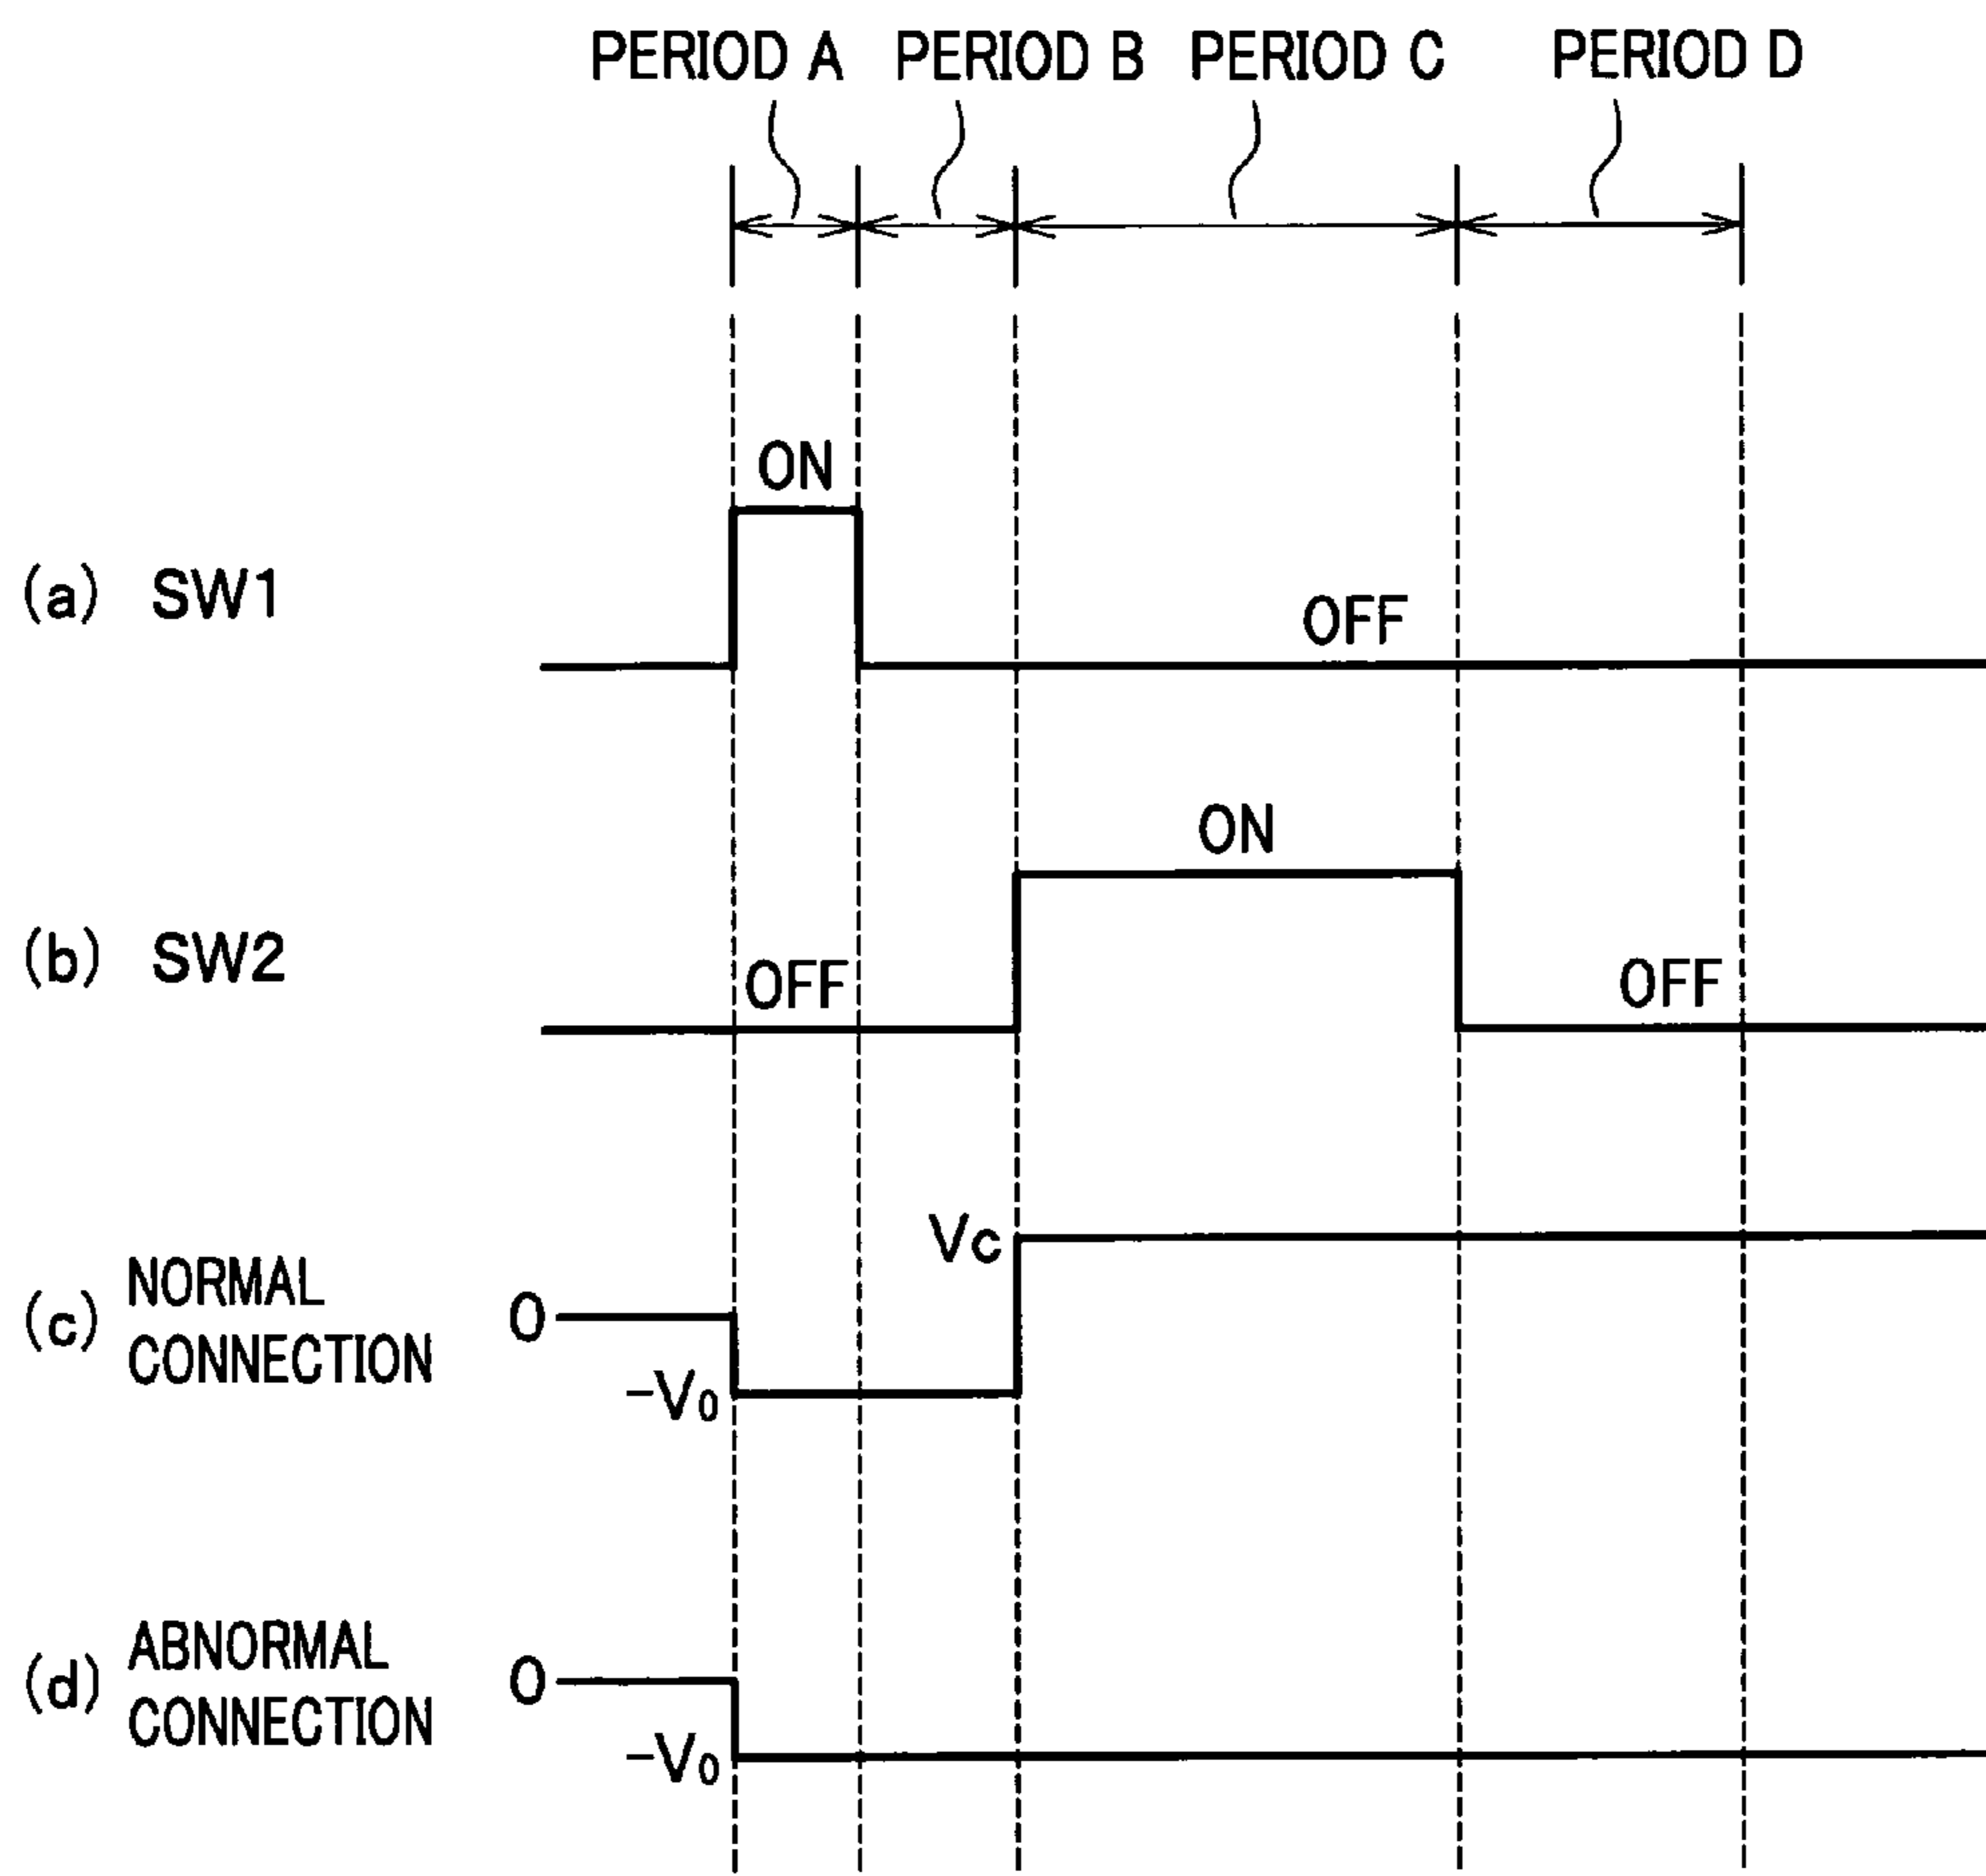 PERIOD A PERIOD B PERIOD C PERIOD D
ON
(a) SW1
OFF
ON
(b) SW2
OFF OFF
Vc
(c) NORMAL CONNECTION
0
-V0
(d) ABNORMAL CONNECTION
0
-V0